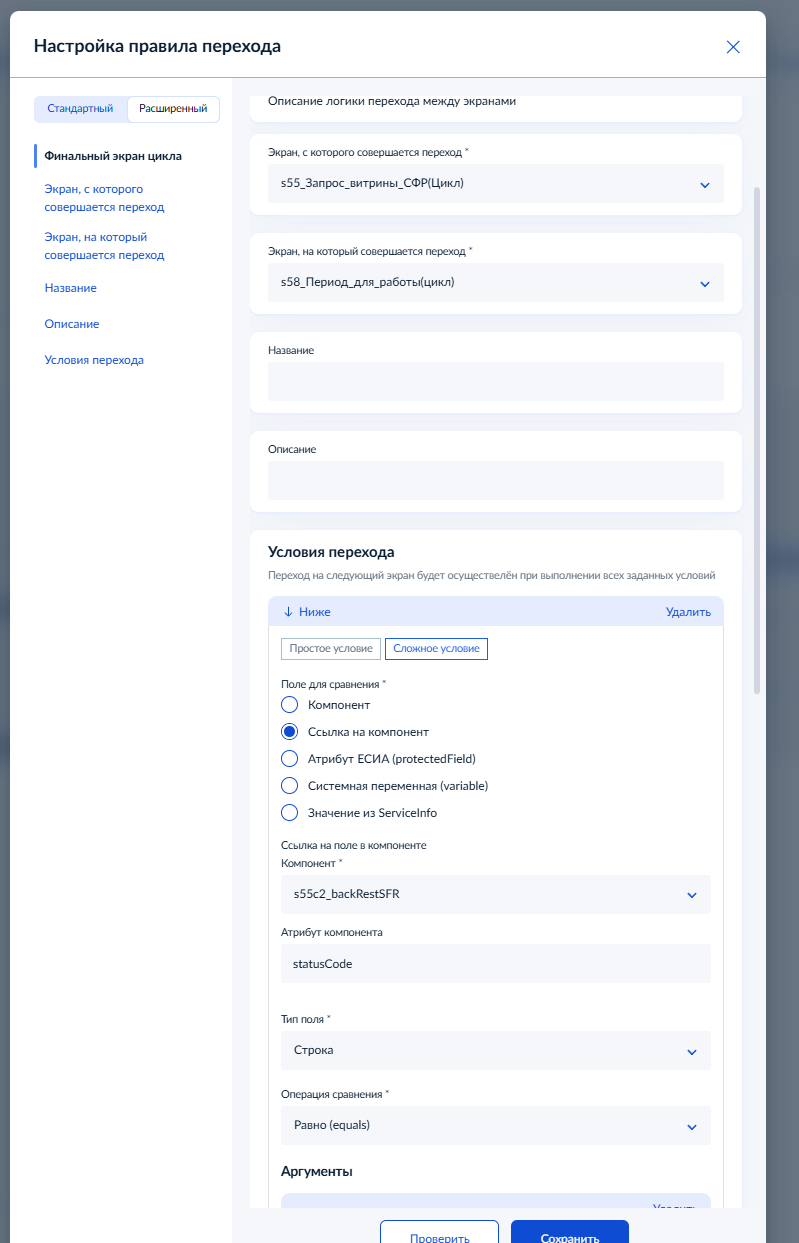 Настройка правила перехода
Стандартный
Расширенный
Финальный экран цикла
Экран, с которого
совершается переход
Экран, на который
совершается переход
Название
Описание
Условия перехода
Описание логики перехода между экранами
Экран, с которого совершается переход *
s55_Запрос_витрины_СФР(Цикл)
Экран, на который совершается переход *
s58_Период_для_работы(цикл)
Название
Описание
Условия перехода
Переход на следующий экран будет осуществелён при выполнении всех заданных условий
↓ Ниже
Удалить
Простое условие
Сложное условие
Поле для сравнения *
Компонент
Ссылка на компонент
Атрибут ЕСИА (protectedField)
Системная переменная (variable)
Значение из ServiceInfo
Ссылка на поле в компоненте
Компонент *
s55c2_backRestSFR
Атрибут компонента
statusCode
Тип поля *
Строка
Операция сравнения *
Равно (equals)
Аргументы
Удалить
Проверить
Сохранить